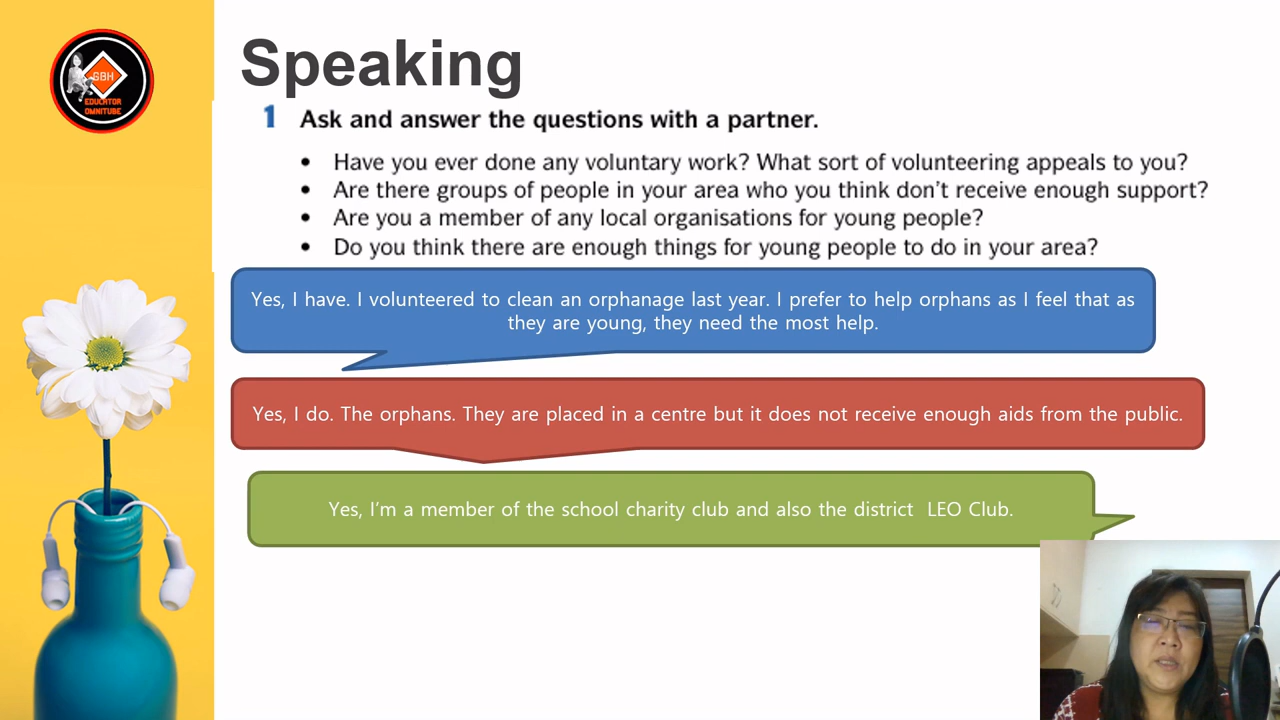 GBH
EDUCATOR
OMNITUBE
Speaking
1 Ask and answer the questions with a partner.
• Have you ever done any voluntary work? What sort of volunteering appeals to you?
• Are there groups of people in your area who you think don't receive enough support?
• Are you a member of any local organisations for young people?
• Do you think there are enough things for young people to do in your area?
Yes, I have. I volunteered to clean an orphanage last year. I prefer to help orphans as I feel that as
they are young, they need the most help.
Yes, I do. The orphans. They are placed in a centre but it does not receive enough aids from the public.
Yes, I'm a member of the school charity club and also the district LEO Club.